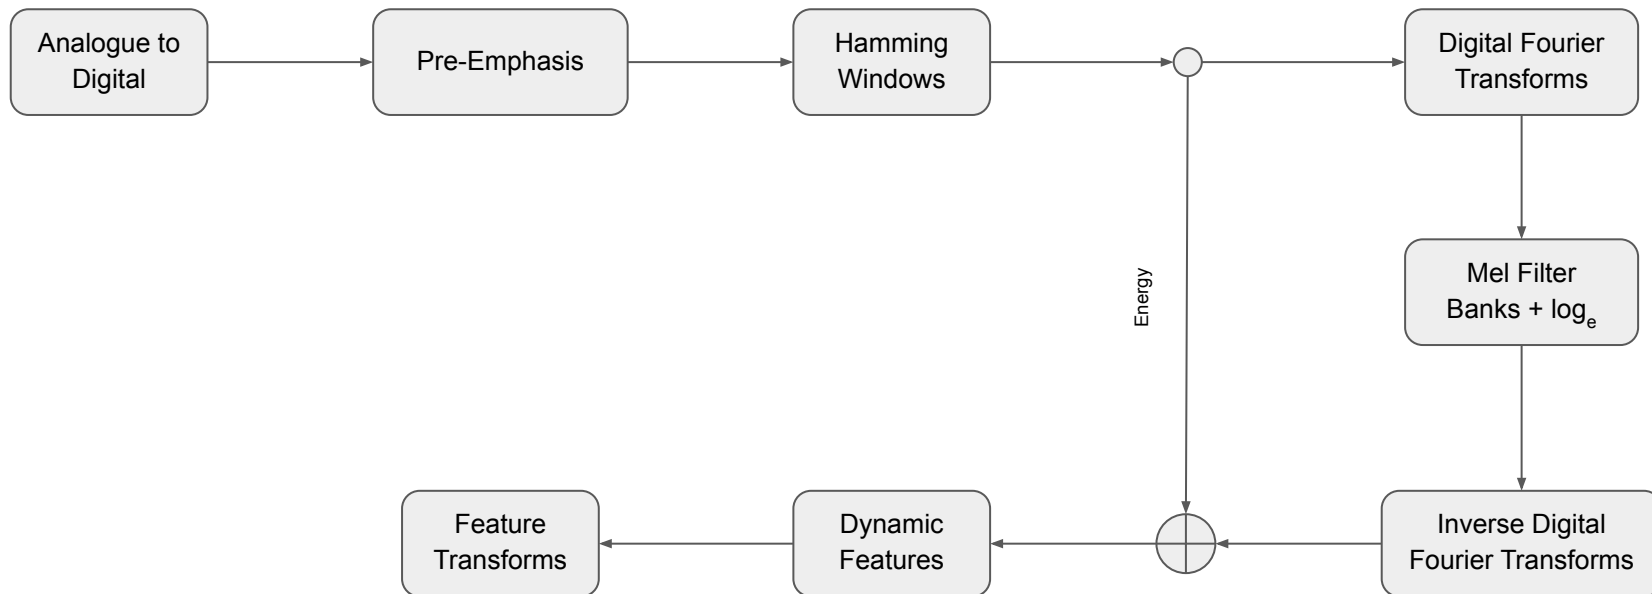 Analogue to
Digital
Pre-Emphasis
Hamming
Windows
Digital Fourier
Transforms
Energy
Mel Filter
Banks + logₑ
Feature
Transforms
Dynamic
Features
Inverse Digital
Fourier Transforms